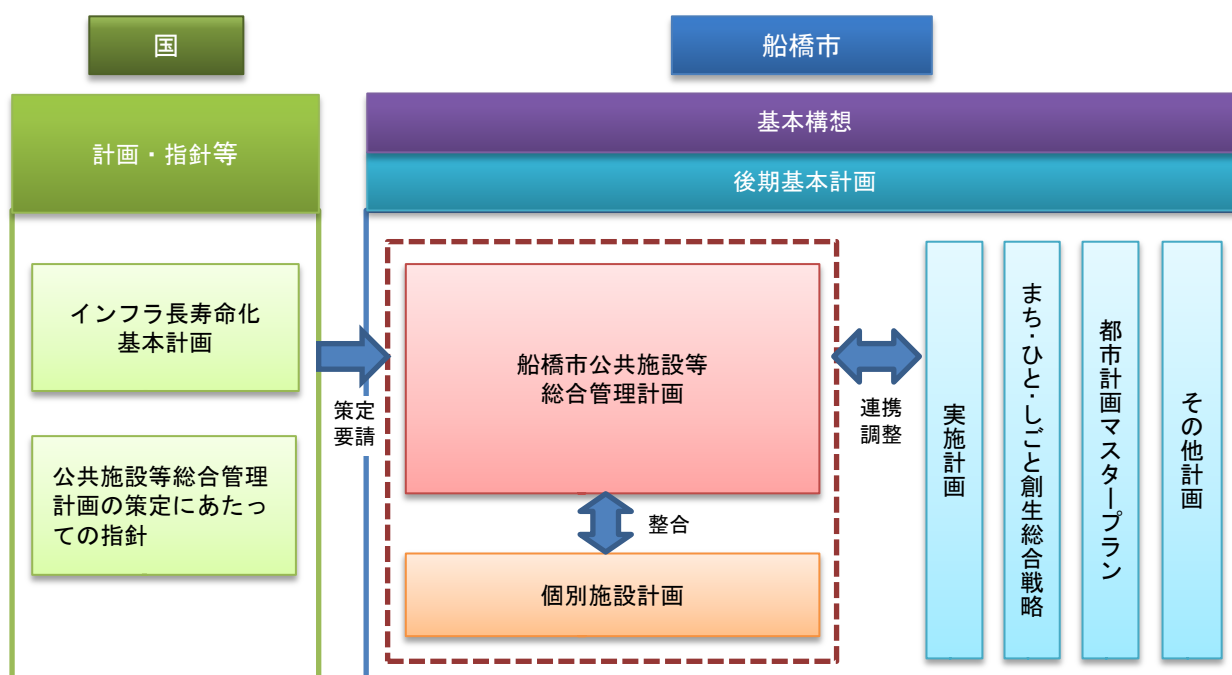 国
船橋市
計画・指針等
基本構想
後期基本計画
インフラ長寿命化
基本計画
公共施設等総合管理
計画の策定にあたっ
ての指針
策定
要請
船橋市公共施設等
総合管理計画
整合
個別施設計画
連携
調整
実施計画
まち・ひと・しごと創生総合戦略
都市計画マスタープラン
その他計画